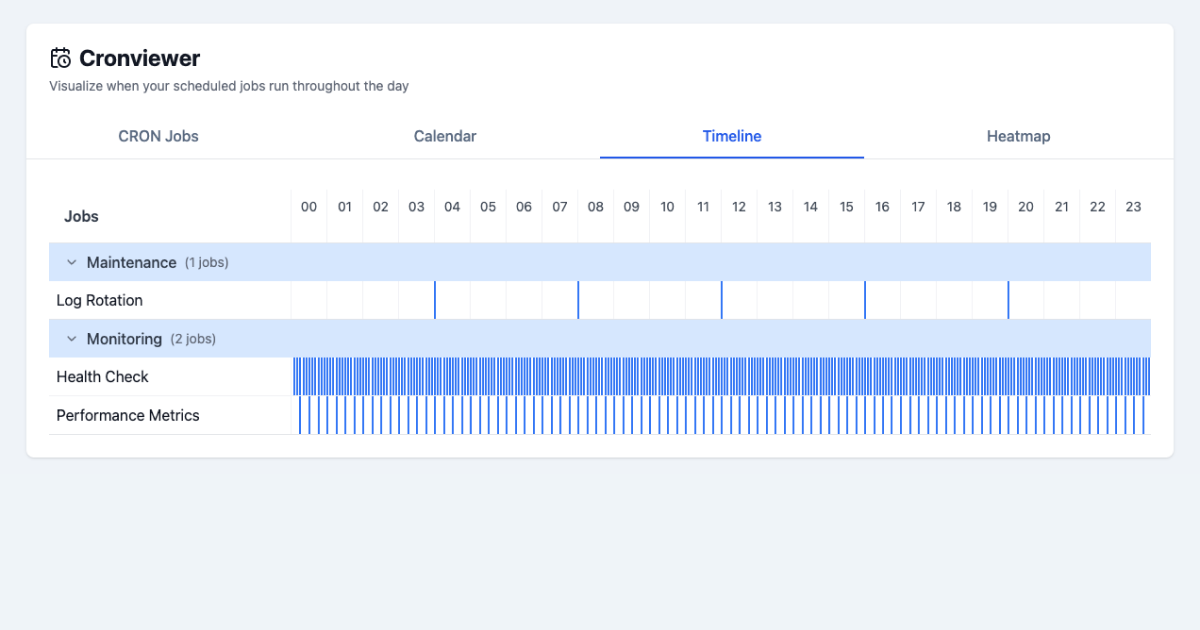 Cronviewer
Visualize when your scheduled jobs run throughout the day
CRON Jobs Calendar Timeline Heatmap
Jobs 00 01 02 03 04 05 06 07 08 09 10 11 12 13 14 15 16 17 18 19 20 21 22 23
Maintenance (1 jobs)
Log Rotation
Monitoring (2 jobs)
Health Check
Performance Metrics